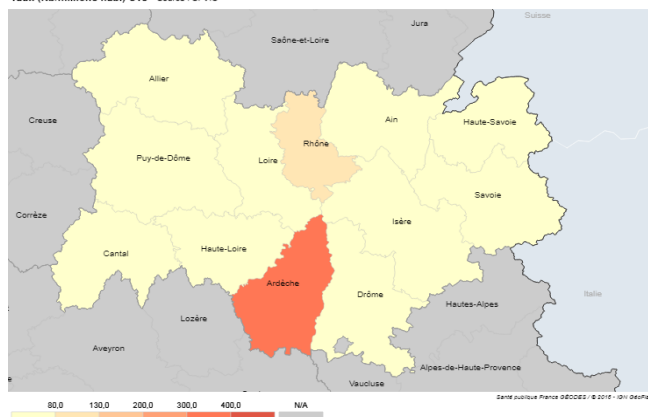 Suisse
Jura
Saône-et-Loire
Allier
Creuse
Ain
Haute-Savoie
Rhône
Puy-de-Dôme
Loire
Savoie
Corrèze
Isère
Cantal
Haute-Loire
Ardèche
Drôme
Italie
Hautes-Alpes
Lozère
Aveyron
Alpes-de-Haute-Provence
Vaucluse
Santé publique France GÉODES / © 2016 - IGN GéoFla
80,0 130,0 200,0 300,0 400,0 N/A